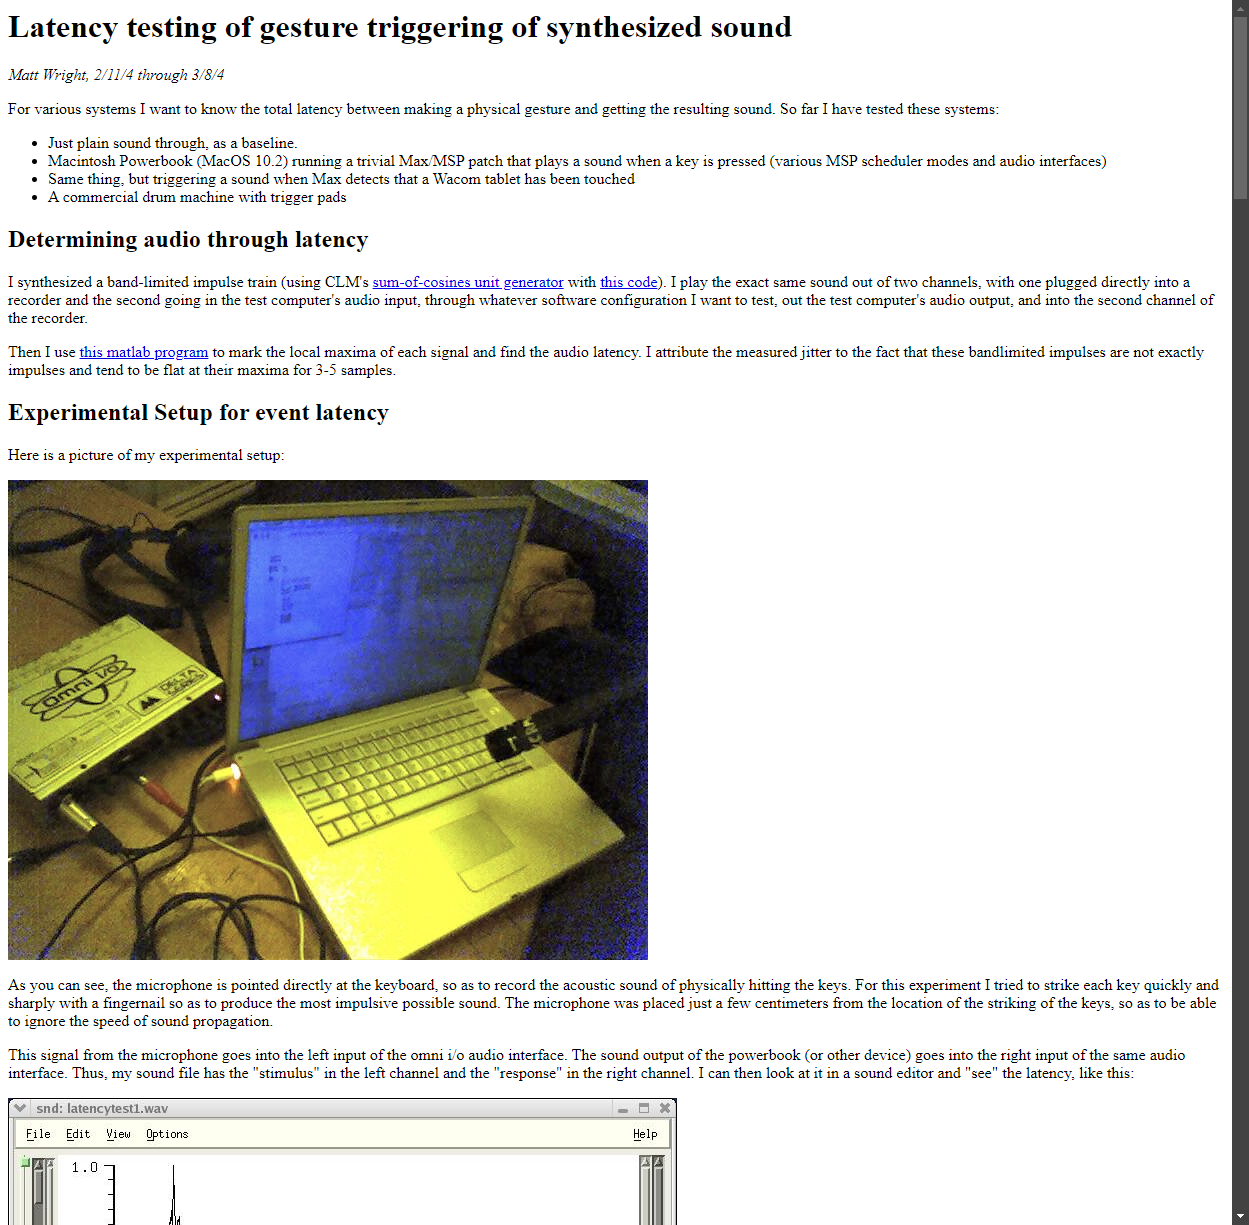 Latency testing of gesture triggering of synthesized sound
Matt Wright, 2/11/4 through 3/8/4
For various systems I want to know the total latency between making a physical gesture and getting the resulting sound. So far I have tested these systems:
Just plain sound through, as a baseline.
Macintosh Powerbook (MacOS 10.2) running a trivial Max/MSP patch that plays a sound when a key is pressed (various MSP scheduler modes and audio interfaces)
Same thing, but triggering a sound when Max detects that a Wacom tablet has been touched
A commercial drum machine with trigger pads
Determining audio through latency
I synthesized a band-limited impulse train (using CLM's sum-of-cosines unit generator with this code). I play the exact same sound out of two channels, with one plugged directly into a
recorder and the second going in the test computer's audio input, through whatever software configuration I want to test, out the test computer's audio output, and into the second channel of
the recorder.
Then I use this matlab program to mark the local maxima of each signal and find the audio latency. I attribute the measured jitter to the fact that these bandlimited impulses are not exactly
impulses and tend to be flat at their maxima for 3-5 samples.
Experimental Setup for event latency
Here is a picture of my experimental setup:
omni i/o
DELTA
SERIES
As you can see, the microphone is pointed directly at the keyboard, so as to record the acoustic sound of physically hitting the keys. For this experiment I tried to strike each key quickly and
sharply with a fingernail so as to produce the most impulsive possible sound. The microphone was placed just a few centimeters from the location of the striking of the keys, so as to be able
to ignore the speed of sound propagation.
This signal from the microphone goes into the left input of the omni i/o audio interface. The sound output of the powerbook (or other device) goes into the right input of the same audio
interface. Thus, my sound file has the "stimulus" in the left channel and the "response" in the right channel. I can then look at it in a sound editor and "see" the latency, like this:
snd: latencytest1.wav
File Edit View Options Help
1.0